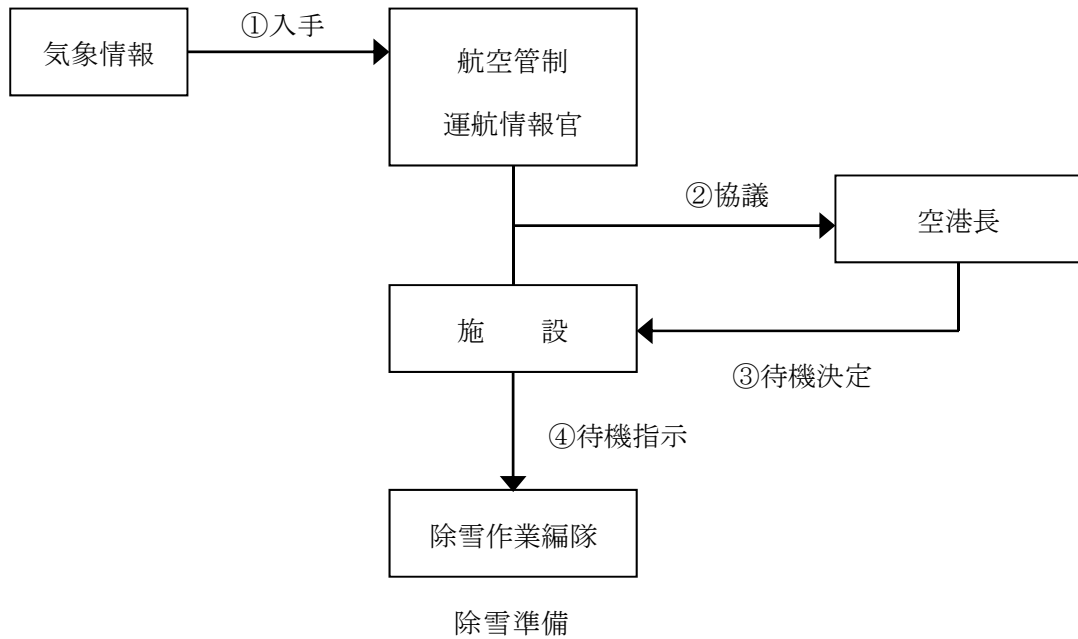 ①入手
気象情報
航空管制
運航情報官
②協議
空港長
施　　設
③待機決定
④待機指示
除雪作業編隊
除雪準備